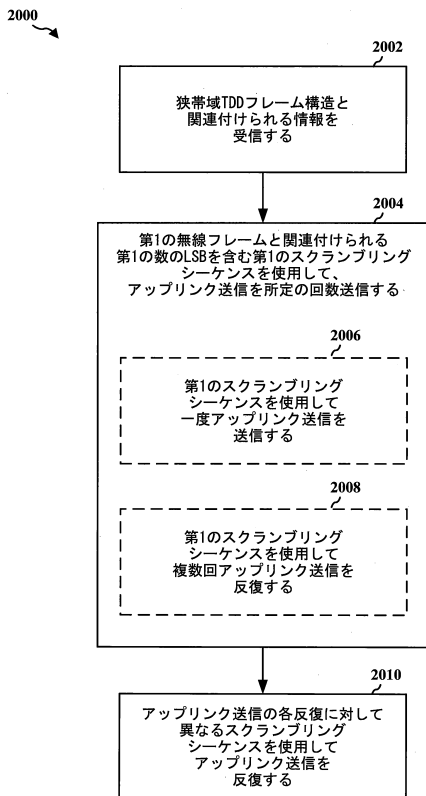 2000
2002
狭帯域TDDフレーム構造と
関連付けられる情報を
受信する
2004
第1の無線フレームと関連付けられる
第1の数のLSBを含む第1のスクランブリング
シーケンスを使用して、
アップリンク送信を所定の回数送信する
2006
第1のスクランブリング
シーケンスを使用して
一度アップリンク送信を
送信する
2008
第1のスクランブリング
シーケンスを使用して
複数回アップリンク送信を
反復する
2010
アップリンク送信の各反復に対して
異なるスクランブリング
シーケンスを使用して
アップリンク送信を
反復する